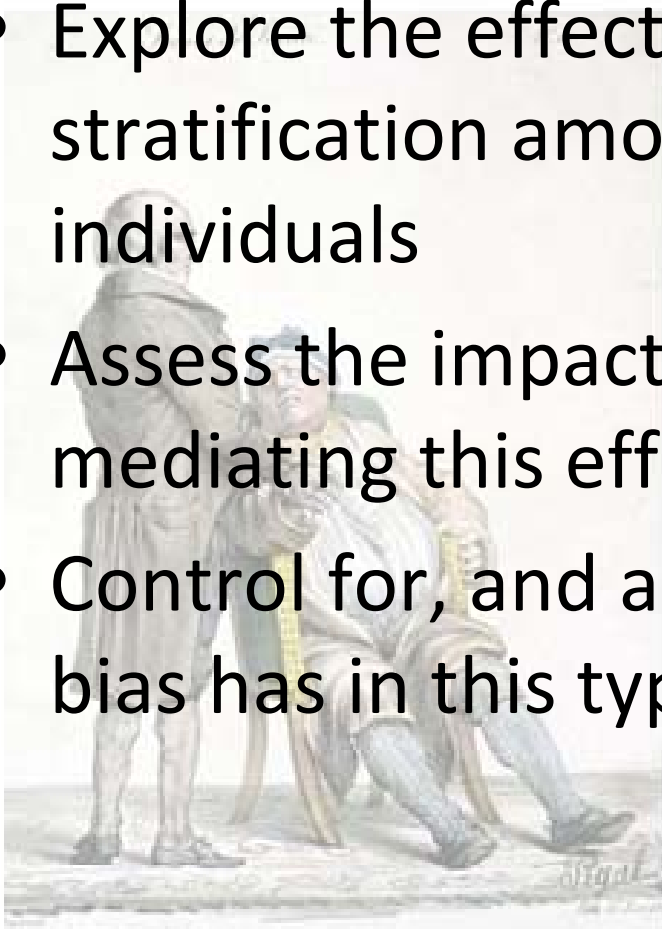 • Explore the effect
stratification amo
individuals
• Assess the impact
mediating this eff
• Control for, and a
bias has in this typ